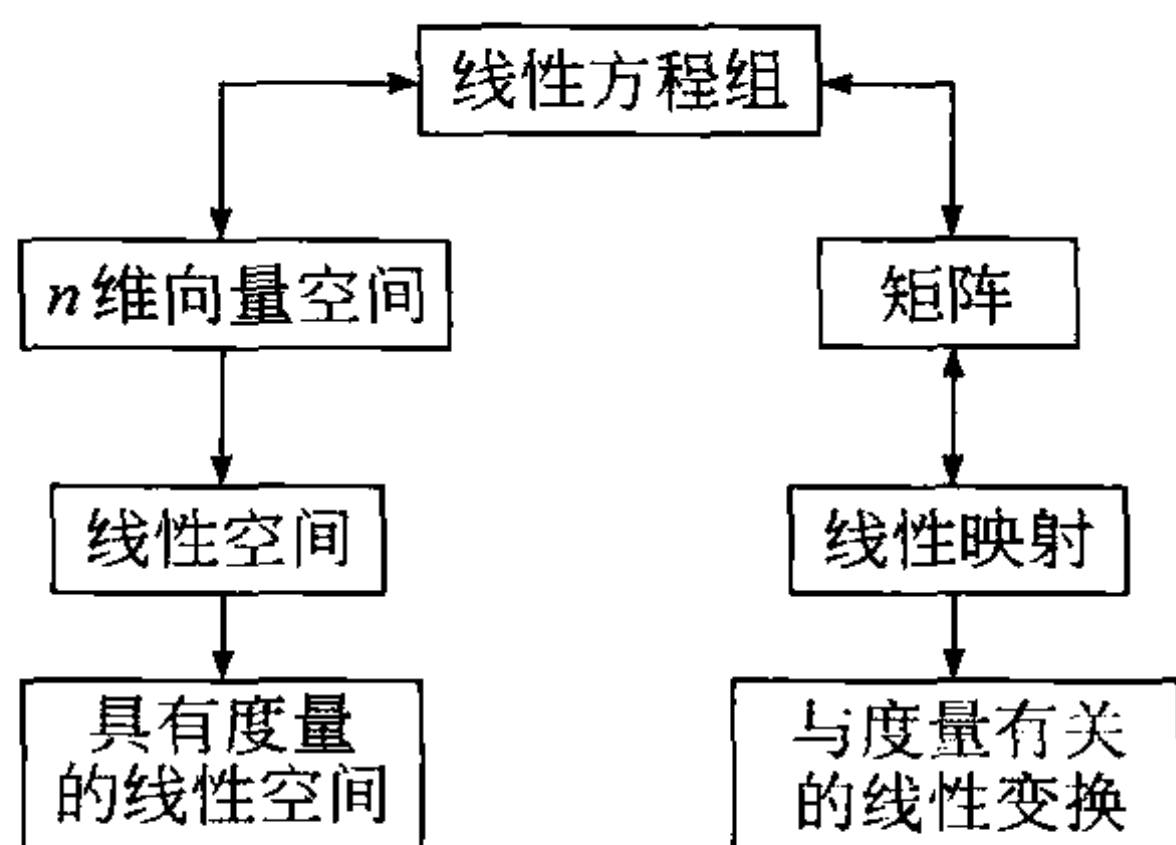 线性方程组
n维向量空间
矩阵
线性空间
线性映射
具有度量
的线性空间
与度量有关
的线性变换